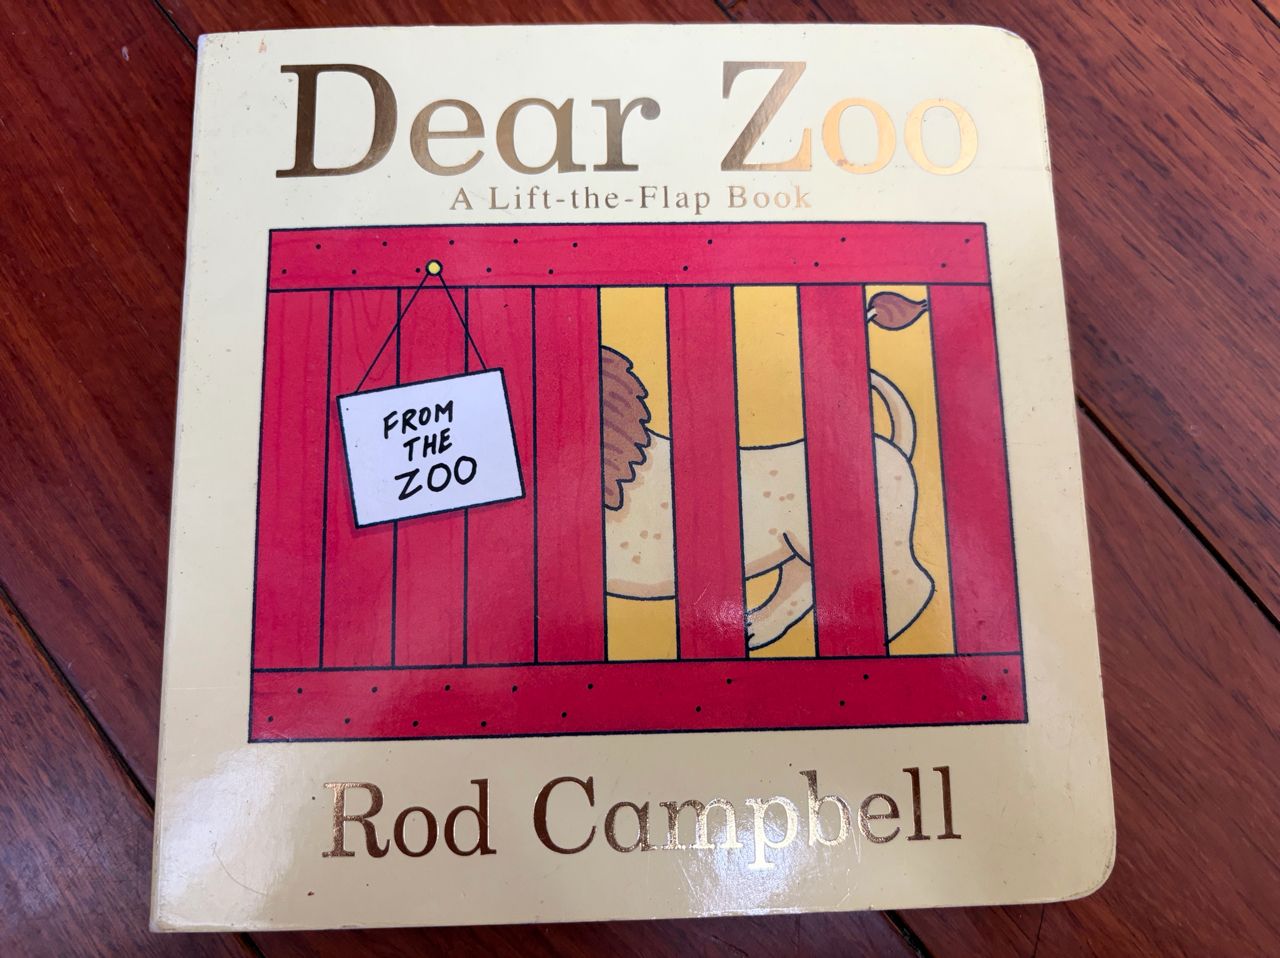 Dear Zoo
A Lift-the-Flap Book
FROM
THE
ZOO
Rod Campbell